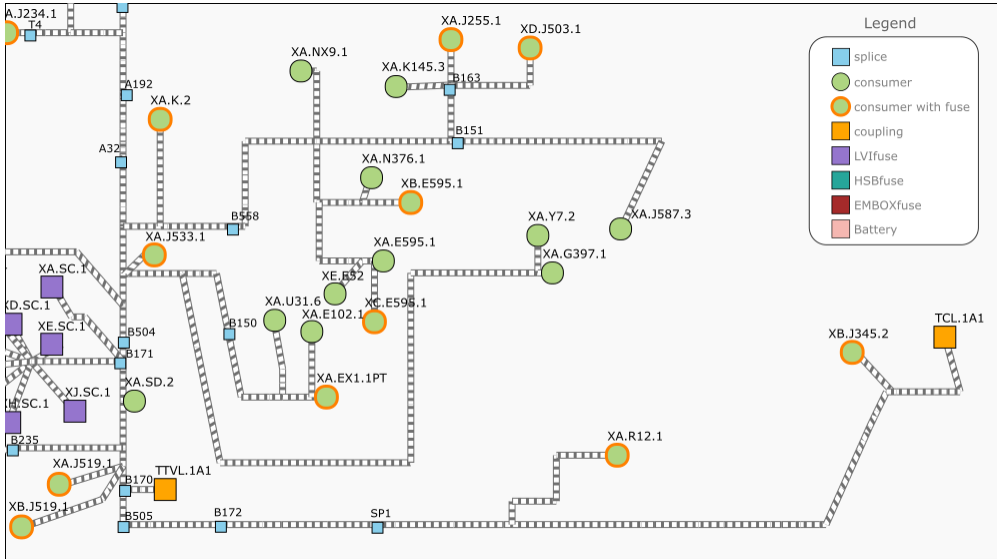 A.J234.1
T4
XA.J255.1
XD.J503.1
XA.NX9.1
XA.K145.3
B163
A192
XA.K.2
B151
A32
XA.N376.1
XB.E595.1
B558
XA.Y7.2
XA.J587.3
XA.J533.1
XA.E595.1
XA.G397.1
XA.SC.1
XE.E52
XD.SC.1
XA.U31.6
XC.E595.1
XA.E102.1
XE.SC.1
B504
B150
TCL.1A1
XB.J345.2
B171
XA.SD.2
XA.EX1.1PT
XJ.SC.1
XH.SC.1
B235
XA.R12.1
XA.J519.1
TTVL.1A1
B170
XB.J519.1
B505
B172
SP1
Legend
splice
consumer
consumer with fuse
coupling
LVIfuse
HSBfuse
EMBOXfuse
Battery